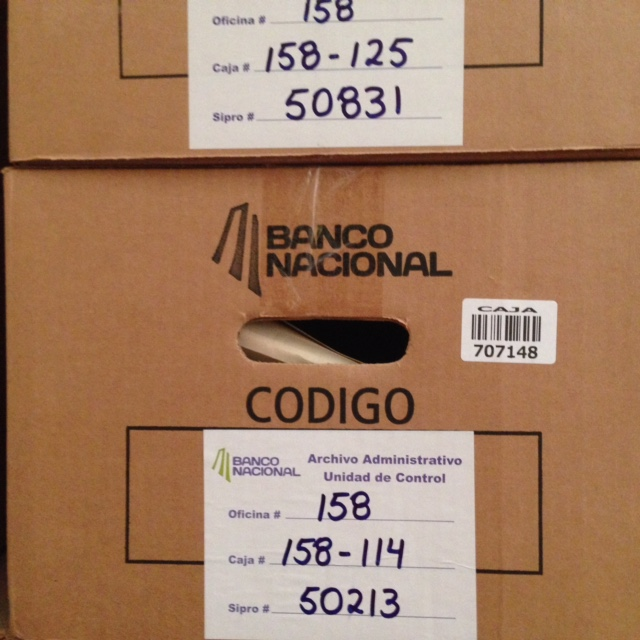 Oficina # 158
Caja # 158-125
Sipro # 50831
BANCO
NACIONAL
CAJA
707148
CODIGO
BANCO
NACIONAL
Archivo Administrativo
Unidad de Control
Oficina # 158
Caja # 158-114
Sipro # 50213